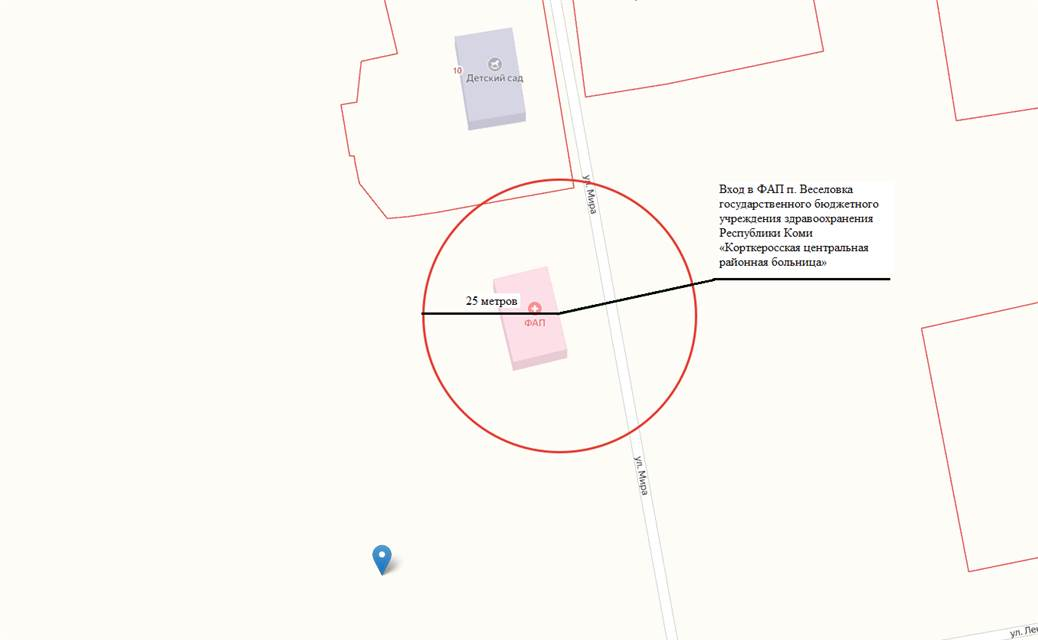 10
Детский сад
ул. Мира
Вход в ФАП п. Веселовка
государственного бюджетного
учреждения здравоохранения
Республики Коми
«Корткеросская центральная
районная больница»
25 метров
ФАП
ул. Мира
ул. Ле